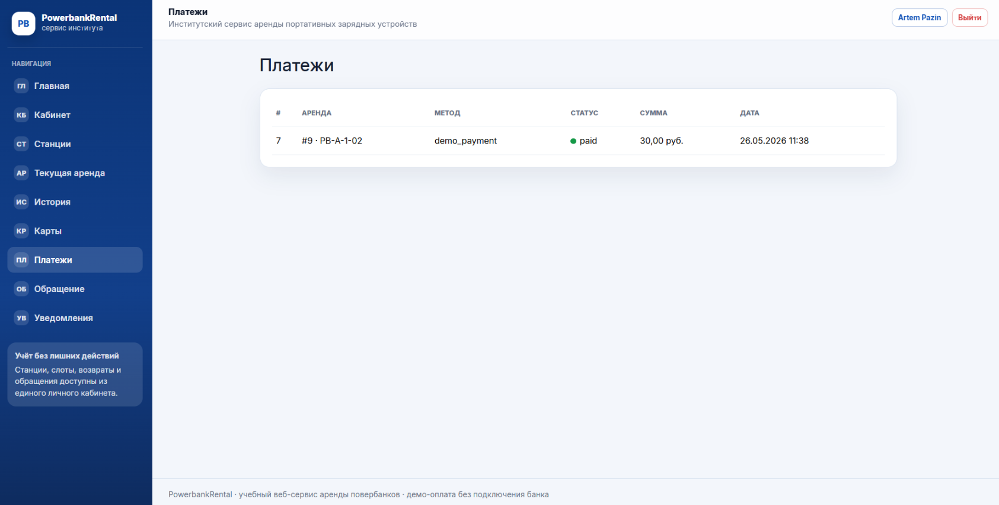 PB
PowerbankRental
сервис института
НАВИГАЦИЯ
ГЛ Главная
КБ Кабинет
СТ Станции
АР Текущая аренда
ИС История
КР Карты
ПЛ Платежи
ОБ Обращение
УВ Уведомления
Учёт без лишних действий
Станции, слоты, возвраты и
обращения доступны из
единого личного кабинета.
Платежи
Институтский сервис аренды портативных зарядных устройств
Artem Pazin Выйти
Платежи
# АРЕНДА МЕТОД СТАТУС СУММА ДАТА
7 #9 · PB-A-1-02 demo_payment paid 30,00 руб. 26.05.2026 11:38
PowerbankRental · учебный веб-сервис аренды повербанков · демо-оплата без подключения банка